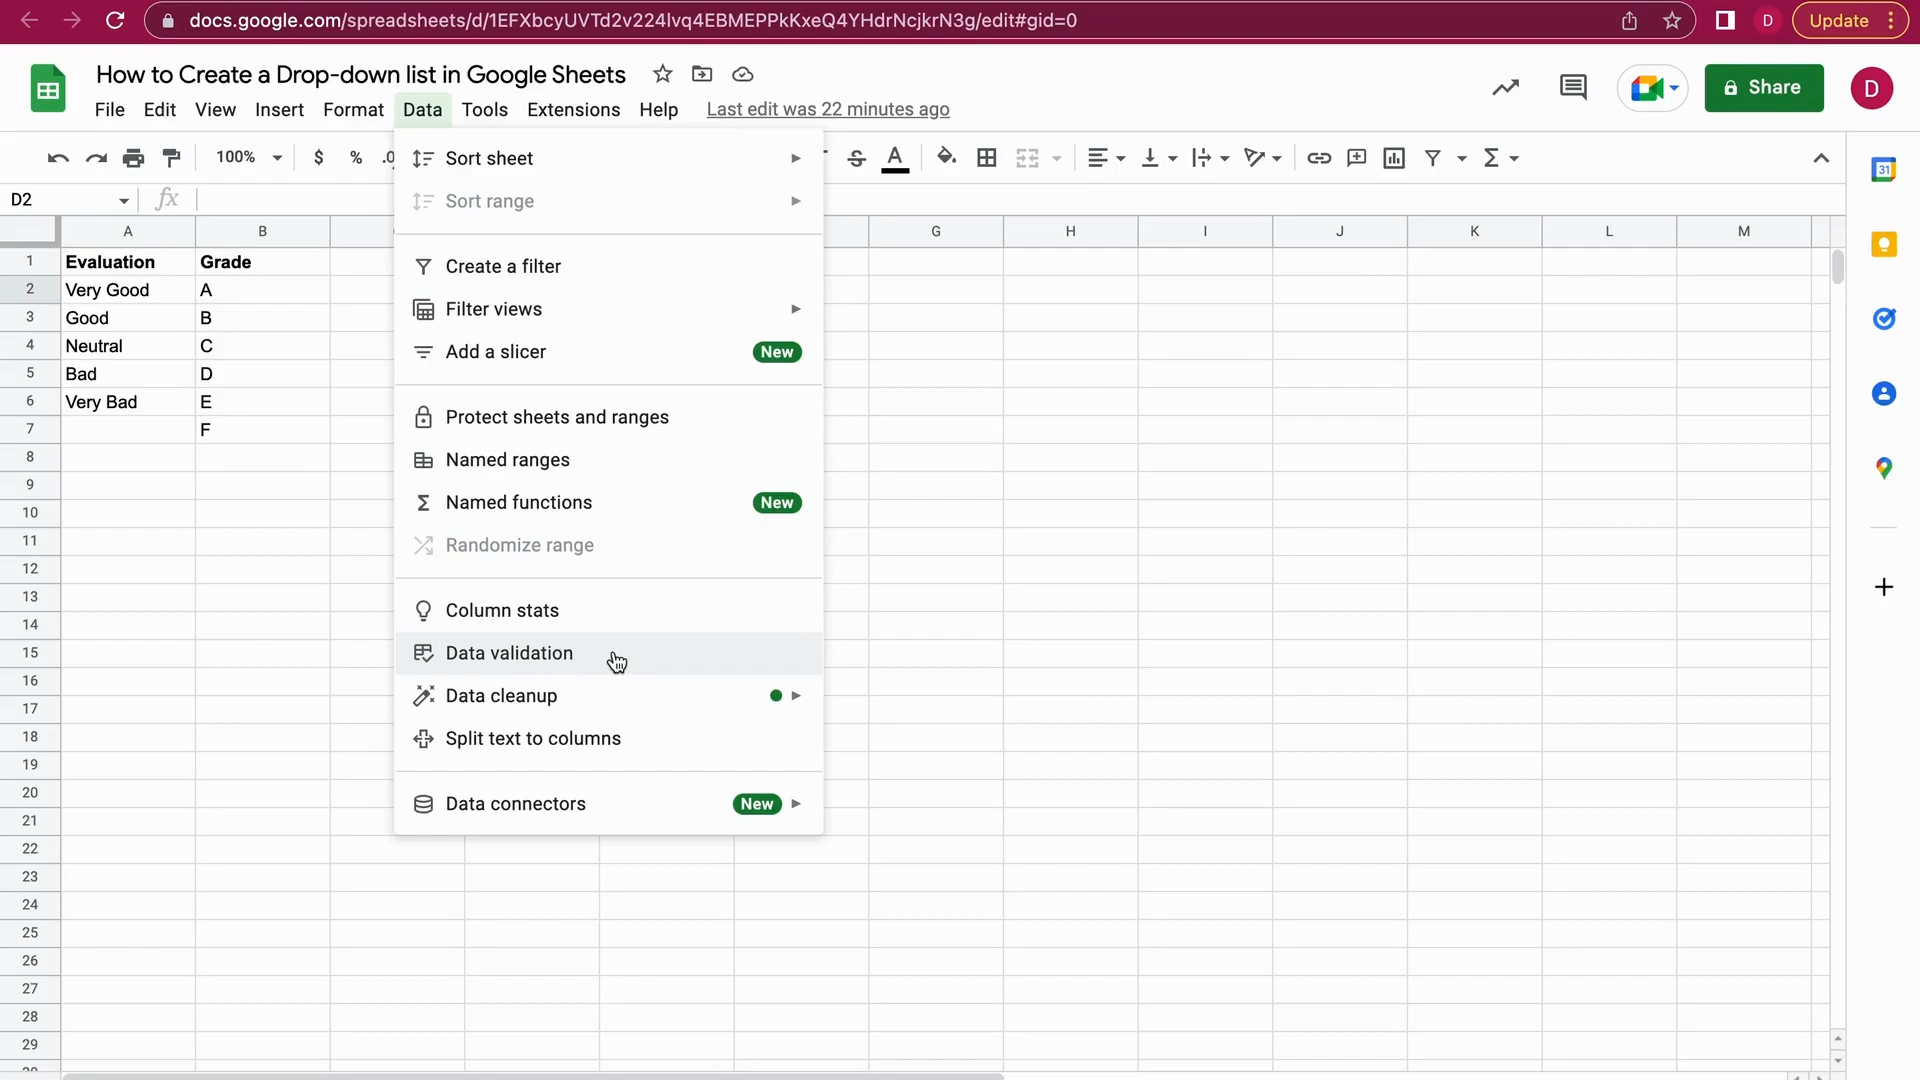 docs.google.com/spreadsheets/d/1EFXbcyUVTd2v224lvq4EBMEPPkKxeQ4YHdrNcjkrN3g/edit#gid=0
D
Update
How to Create a Drop-down list in Google Sheets
Share
D
File Edit View Insert Format Data Tools Extensions Help Last edit was 22 minutes ago
100% $ % .0 A Σ
31
D2 fx
A B G H I J K L M
1 Evaluation Grade
2 Very Good A
3 Good B
4 Neutral C
5 Bad D
6 Very Bad E
7 F
8
9
10
11
12
13
14
15
16
17
18
19
20
21
22
23
24
25
26
27
28
29
Sort sheet
Sort range
Create a filter
Filter views
Add a slicer New
Protect sheets and ranges
Named ranges
Σ Named functions New
Randomize range
Column stats
Data validation
Data cleanup
Split text to columns
Data connectors New